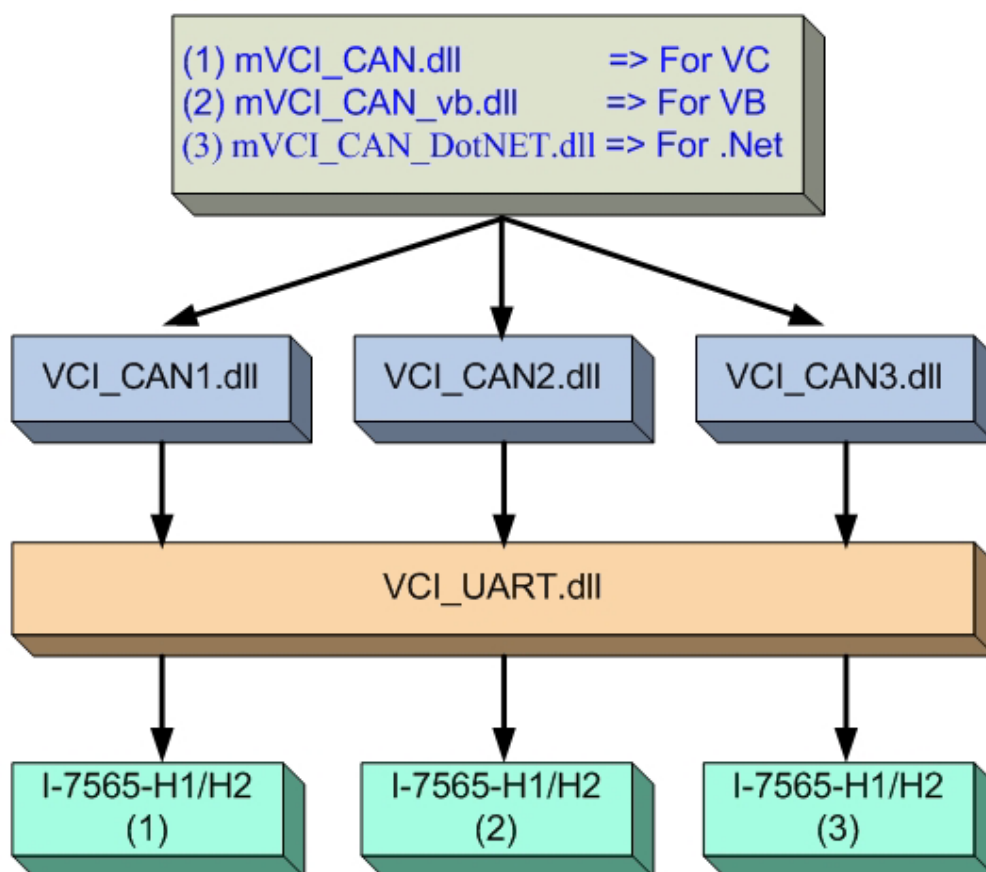 (1) mVCI_CAN.dll => For VC
(2) mVCI_CAN_vb.dll => For VB
(3) mVCI_CAN_DotNET.dll => For .Net
VCI_CAN1.dll
VCI_CAN2.dll
VCI_CAN3.dll
VCI_UART.dll
I-7565-H1/H2
(1)
I-7565-H1/H2
(2)
I-7565-H1/H2
(3)